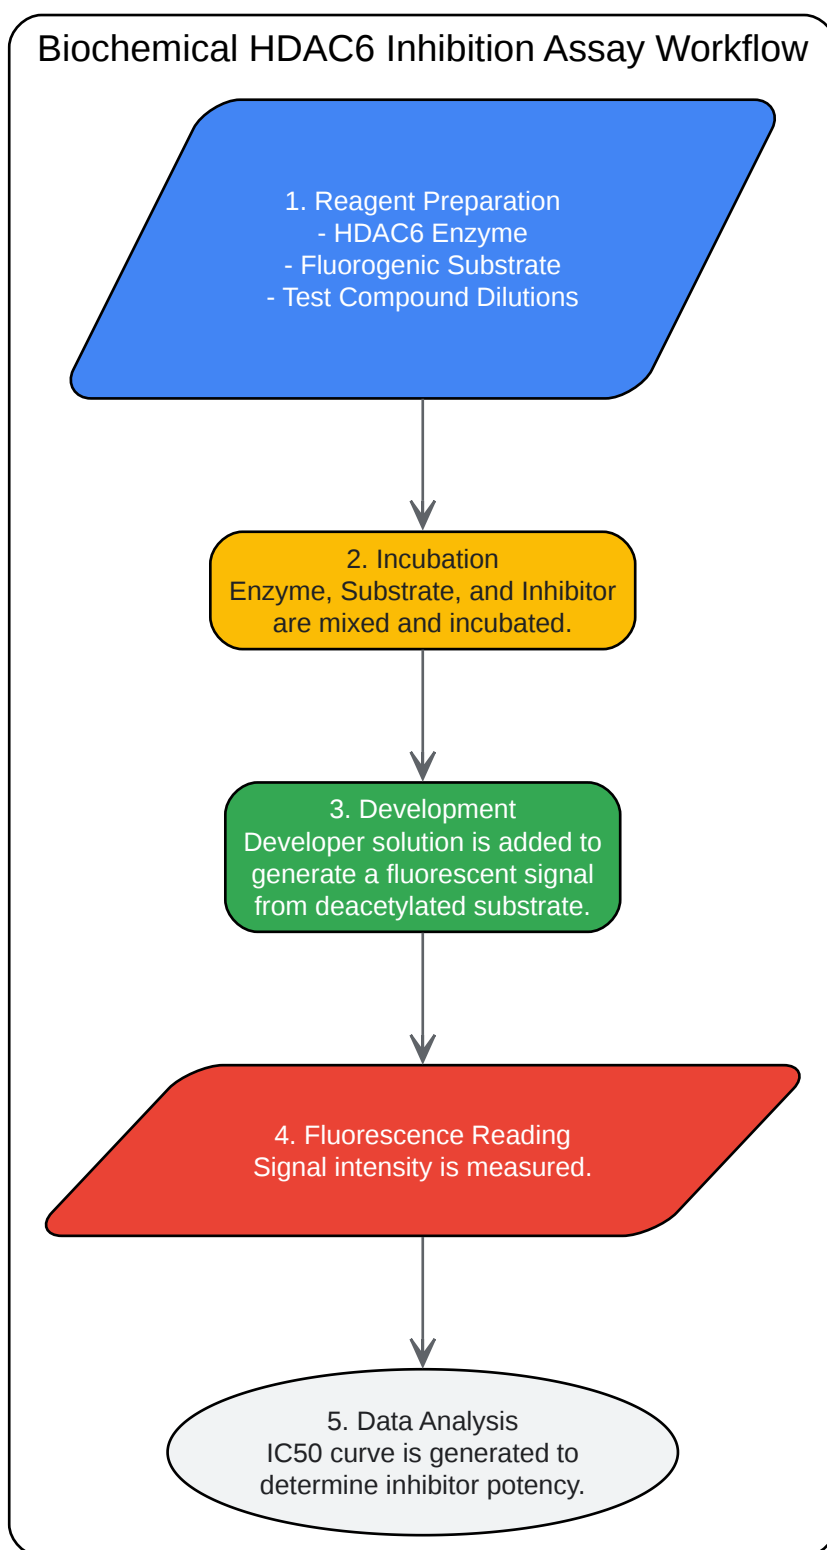 Biochemical HDAC6 Inhibition Assay Workflow
1. Reagent Preparation
- HDAC6 Enzyme
- Fluorogenic Substrate
- Test Compound Dilutions
2. Incubation
Enzyme, Substrate, and Inhibitor
are mixed and incubated.
3. Development
Developer solution is added to
generate a fluorescent signal
from deacetylated substrate.
4. Fluorescence Reading
Signal intensity is measured.
5. Data Analysis
IC50 curve is generated to
determine inhibitor potency.